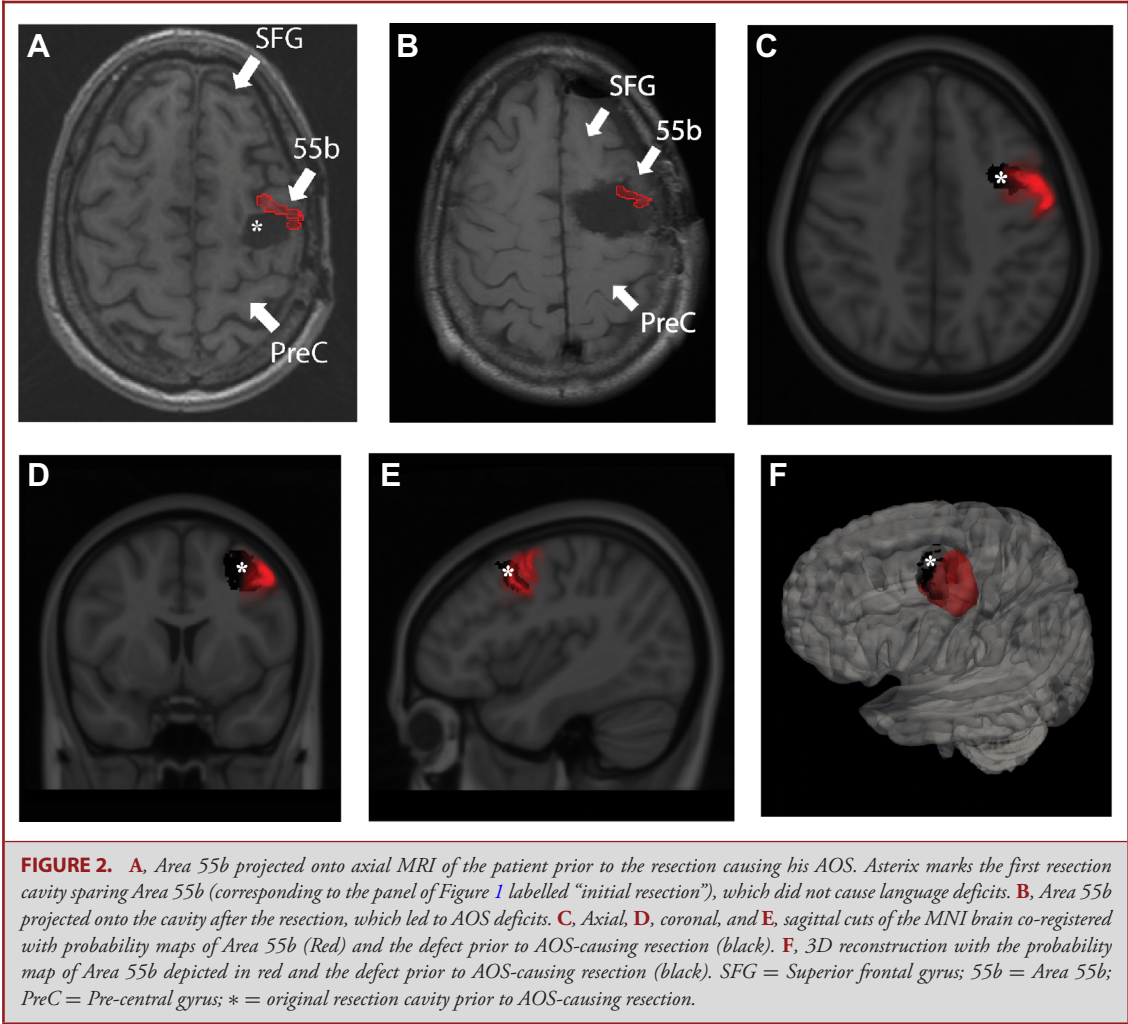 A
SFG
55b
*
PreC
B
SFG
55b
PreC
C
*
D
*
E
*
F
*
FIGURE 2. A, Area 55b projected onto axial MRI of the patient prior to the resection causing his AOS. Asterix marks the first resection
cavity sparing Area 55b (corresponding to the panel of Figure 1 labelled “initial resection”), which did not cause language deficits. B, Area 55b
projected onto the cavity after the resection, which led to AOS deficits. C, Axial, D, coronal, and E, sagittal cuts of the MNI brain co-registered
with probability maps of Area 55b (Red) and the defect prior to AOS-causing resection (black). F, 3D reconstruction with the probability
map of Area 55b depicted in red and the defect prior to AOS-causing resection (black). SFG = Superior frontal gyrus; 55b = Area 55b;
PreC = Pre-central gyrus; * = original resection cavity prior to AOS-causing resection.